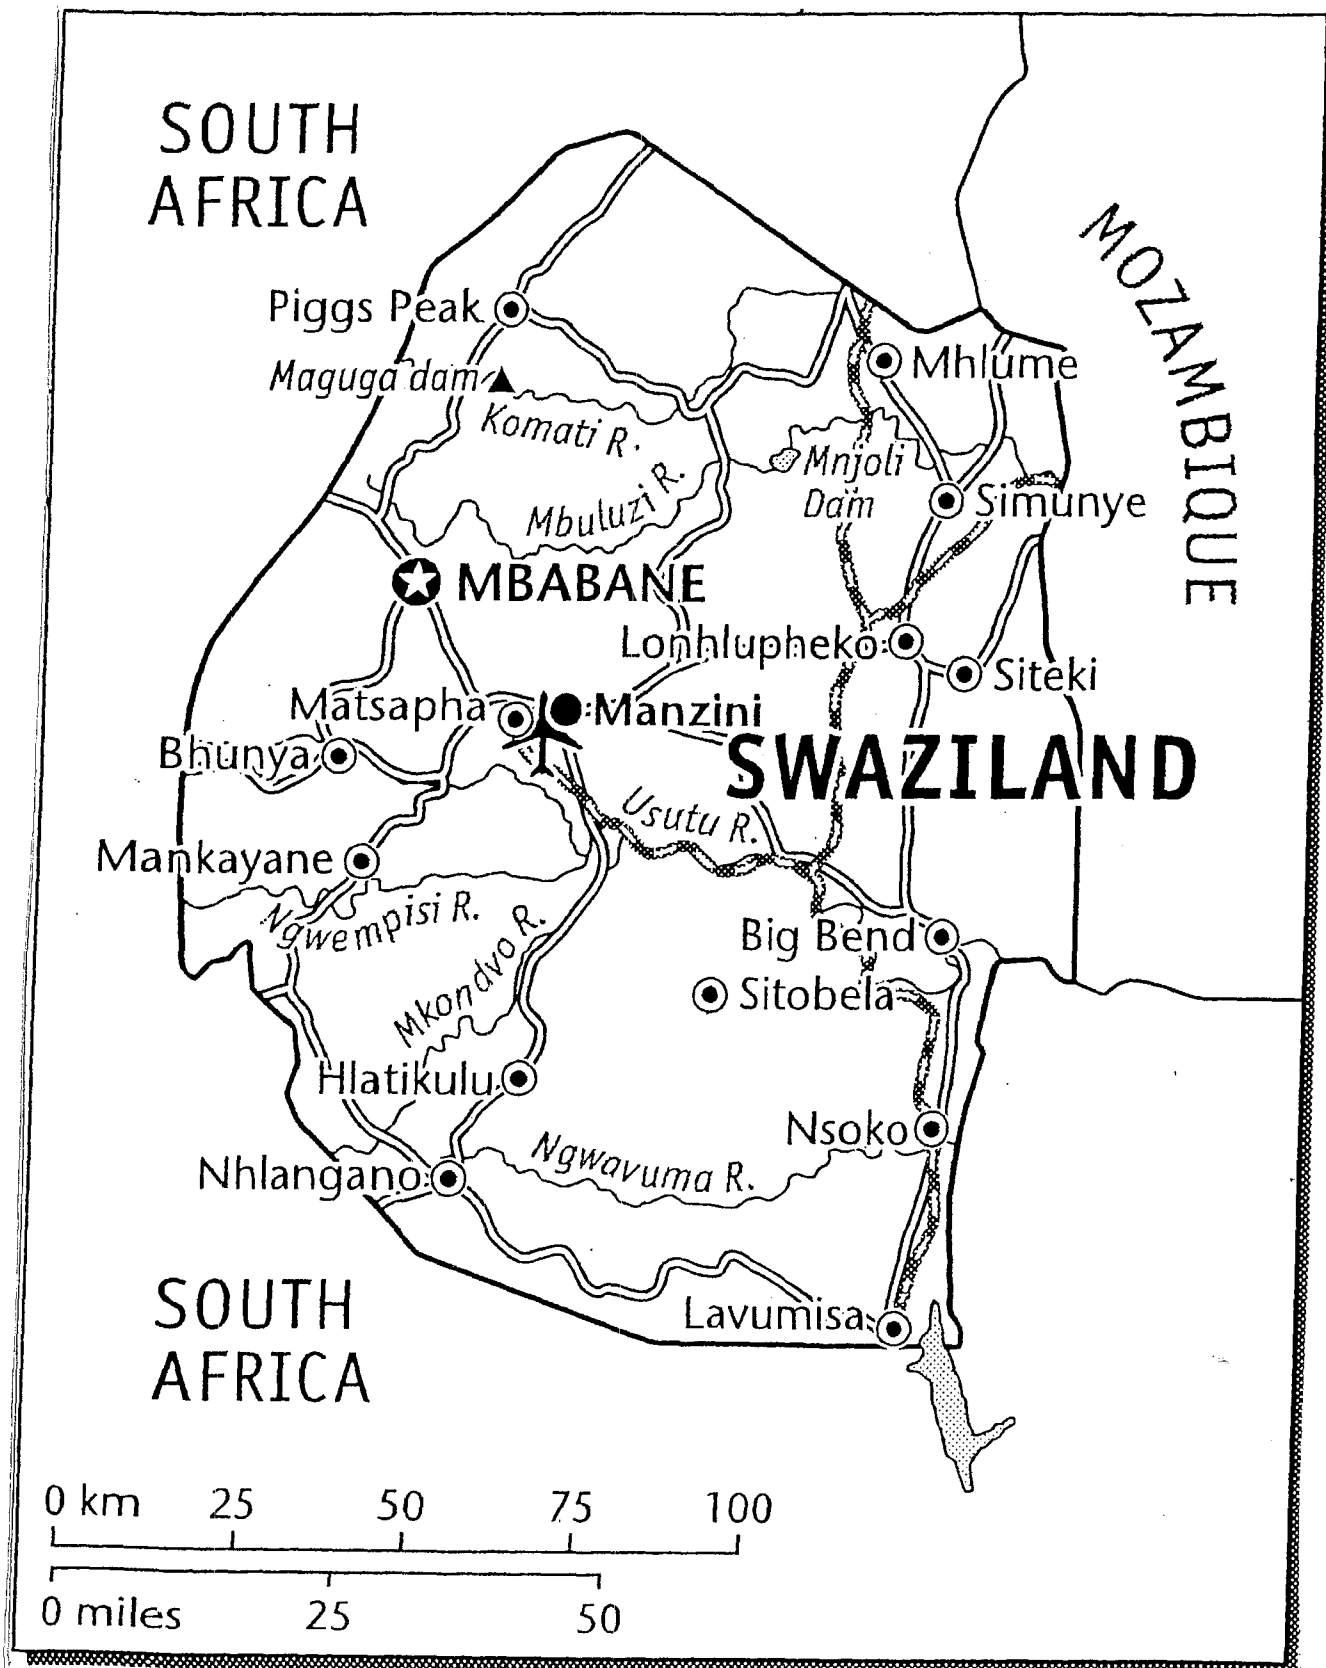 SOUTH
AFRICA
MOZAMBIQUE
Piggs Peak
Mhlume
Maguga dam
Komati R.
Mnjoli
Dam
Mbuluzi R.
Simunye
MBABANE
Lonhlupheko
Siteki
Matsapha
Manzini
Bhunya
SWAZILAND
Usutu R.
Mankayane
Ngwempisi R.
Big Bend
Mkondvo R.
Sitobela
Hlatikulu
Nsoko
Ngwavuma R.
Nhlangano
Lavumisa
SOUTH
AFRICA
0 km 25 50 75 100
0 miles 25 50